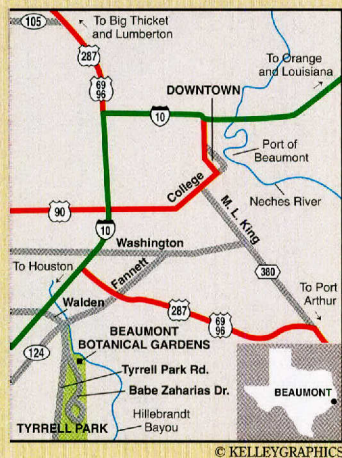 105
To Big Thicket
and Lumberton
287
69
96
To Orange
and Louisiana
DOWNTOWN
10
Port of
Beaumont
College
M. L. King
Neches River
90
10
Washington
To Houston
Fannett
380
Walden
287
69
96
To Port
Arthur
BEAUMONT
BOTANICAL GARDENS
124
Tyrrell Park Rd.
Babe Zaharias Dr.
BEAUMONT
Hillebrandt
Bayou
TYRRELL PARK
© KELLEYGRAPHICS